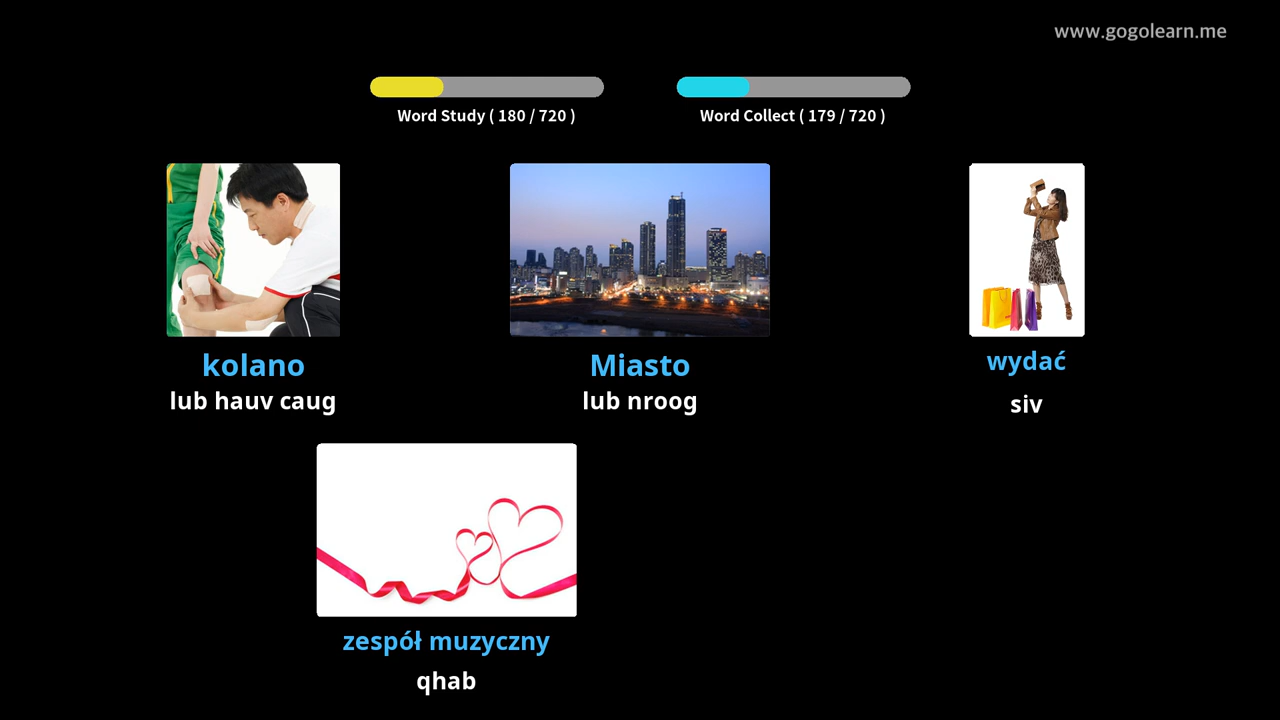 www.gogolearn.me
Word Study ( 180 / 720 )
Word Collect ( 179 / 720 )
kolano
lub hauv caug
Miasto
lub nroog
wydać
siv
zespół muzyczny
qhab